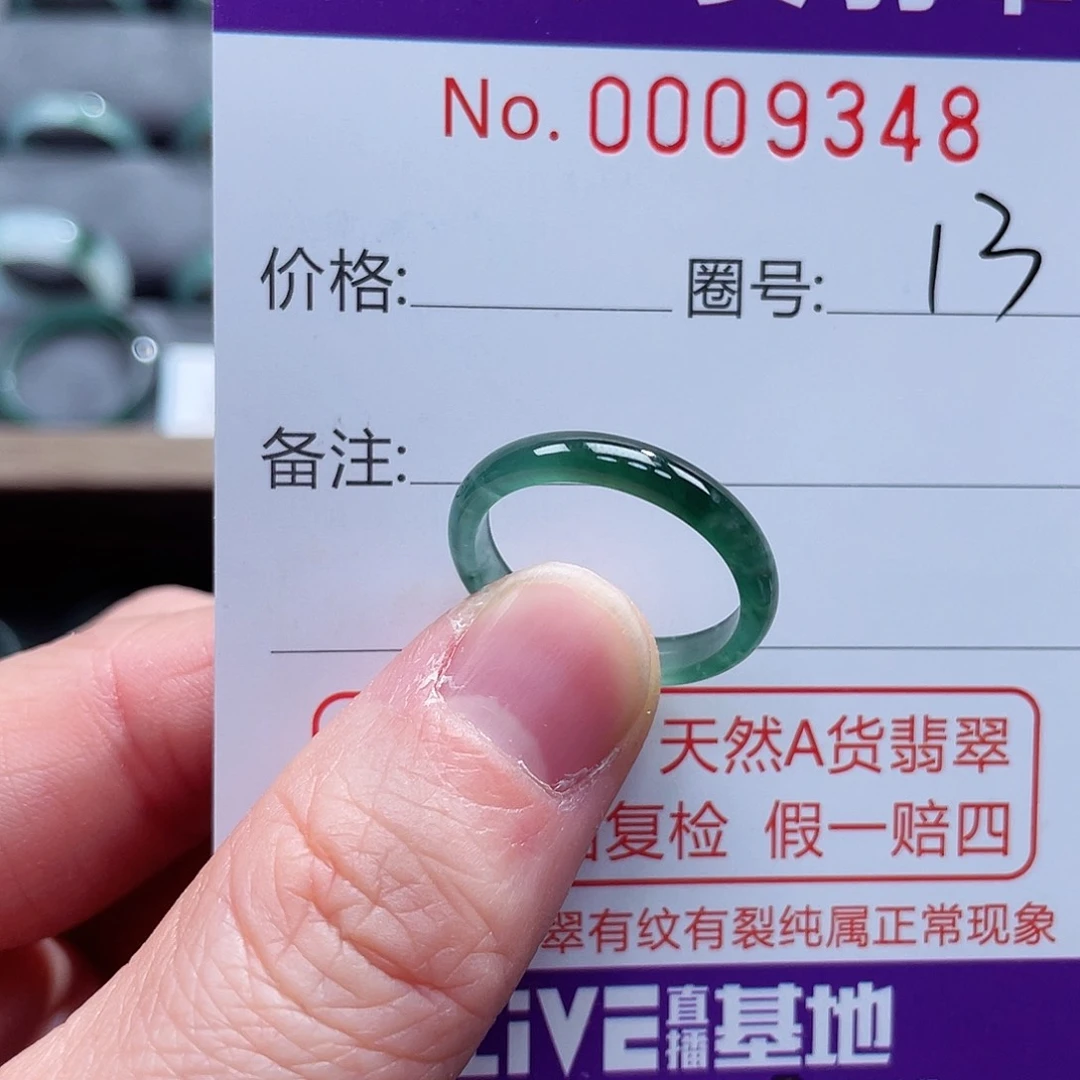 No. 0009348
价格: 圈号: 13
备注:
天然A货翡翠
复检 假一赔四
翠有纹有裂纯属正常现象
LIVE直播基地